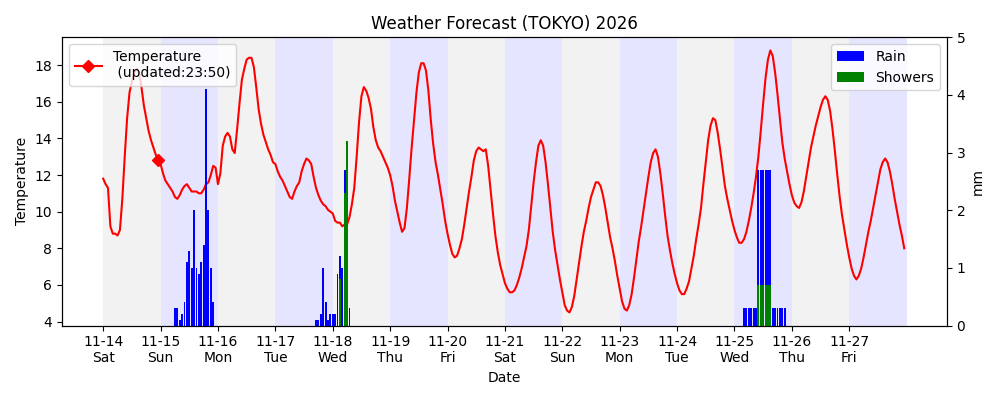 Weather Forecast (TOKYO) 2026
Temperature
(updated:23:50)
Rain
Showers
Temperature
18
16
14
12
10
8
6
4
5
4
3
2
1
0
mm
11-14 11-15 11-16 11-17 11-18 11-19 11-20 11-21 11-22 11-23 11-24 11-25 11-26 11-27
Sat Sun Mon Tue Wed Thu Fri Sat Sun Mon Tue Wed Thu Fri
Date